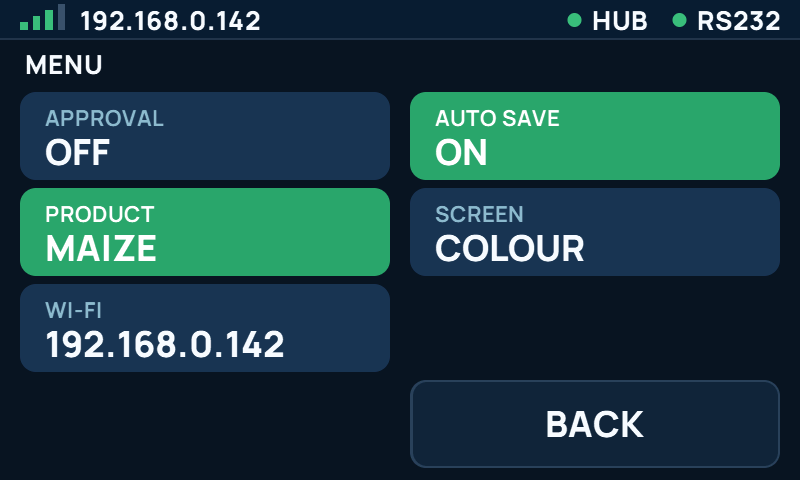 192.168.0.142 HUB RS232
MENU
APPROVAL
OFF
AUTO SAVE
ON
PRODUCT
MAIZE
SCREEN
COLOUR
WI-FI
192.168.0.142
BACK